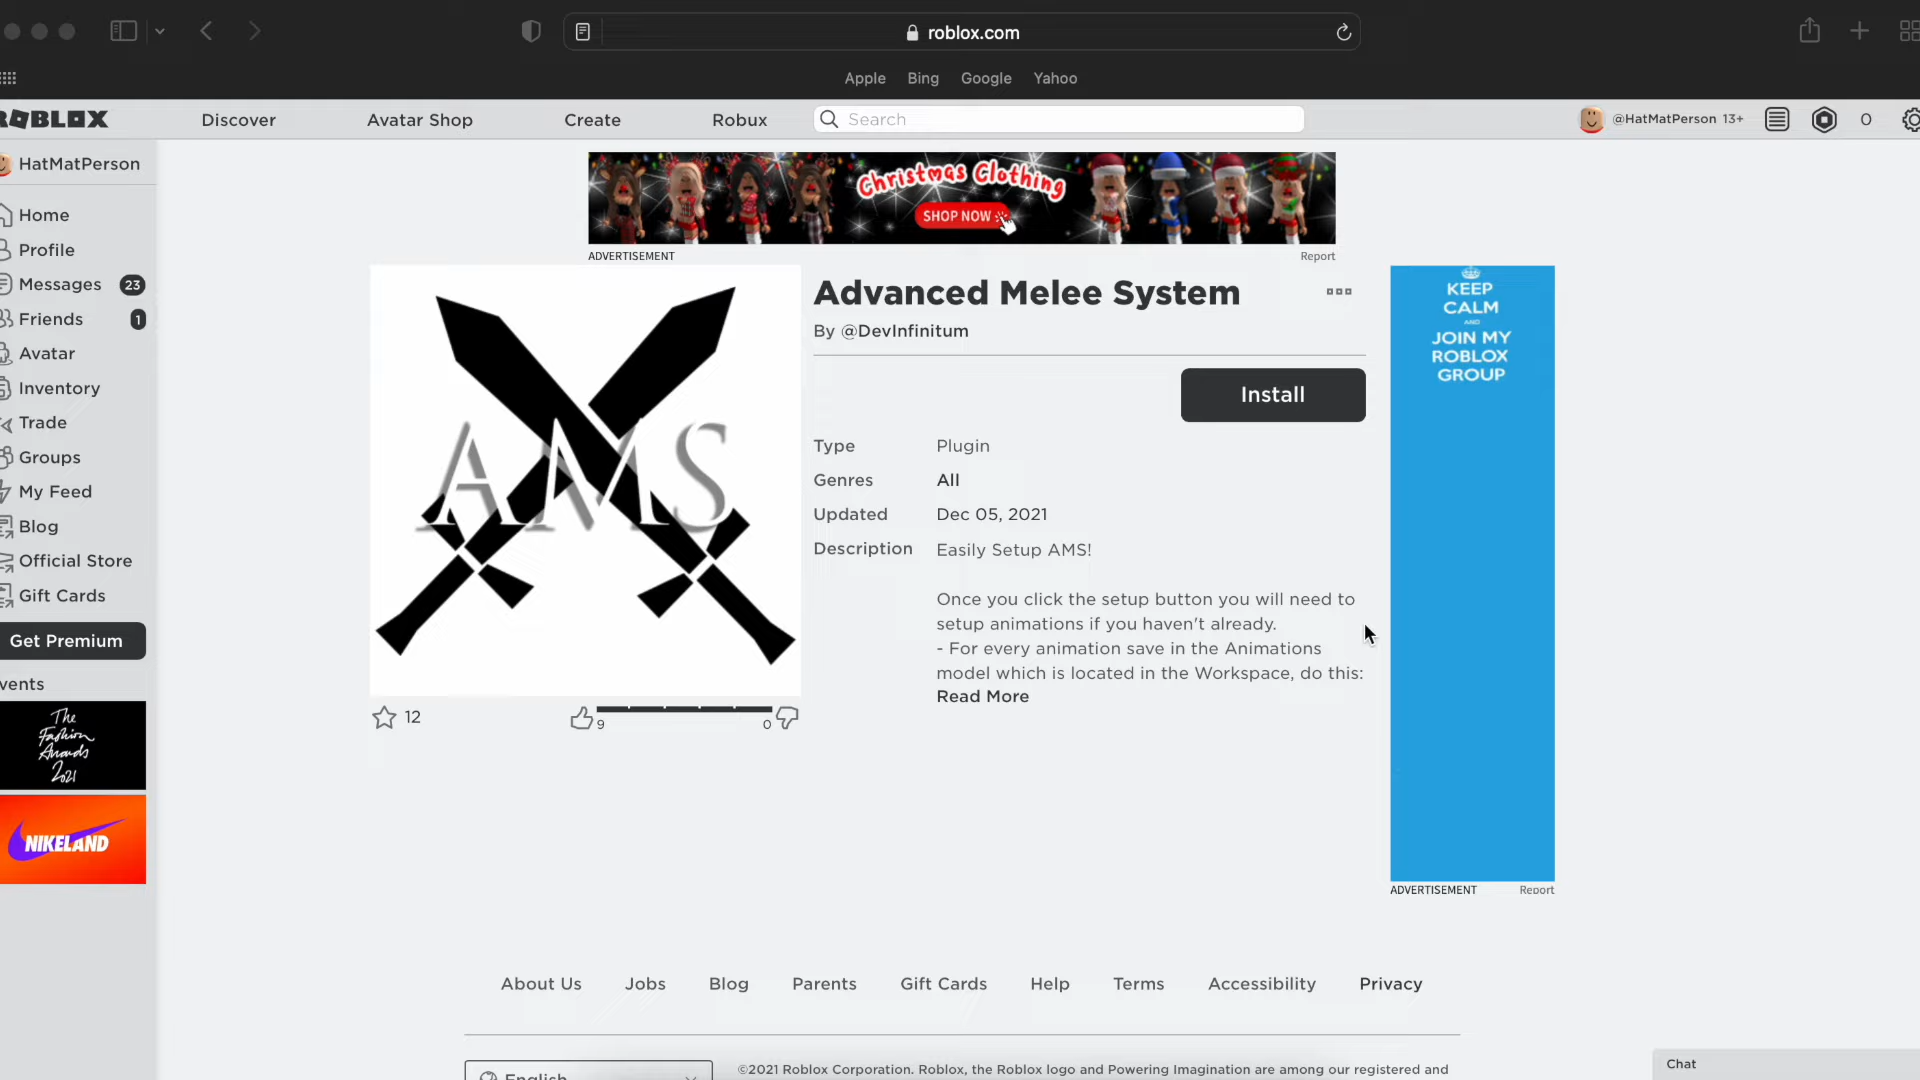 roblox.com
Apple Bing Google Yahoo
ROBLOX
Discover
Avatar Shop
Create
Robux
Search
@HatMatPerson 13+
0
HatMatPerson
Home
Profile
Messages 23
Friends 1
Avatar
Inventory
Trade
Groups
My Feed
Blog
Official Store
Gift Cards
Get Premium
vents
The
Fashion
Awards
2021
NIKELAND
Christmas Clothing
SHOP NOW
ADVERTISEMENT
Report
AMS
12
9
0
Advanced Melee System
By @DevInfinitum
Install
Type Plugin
Genres All
Updated Dec 05, 2021
Description Easily Setup AMS!
Once you click the setup button you will need to
setup animations if you haven't already.
- For every animation save in the Animations
model which is located in the Workspace, do this:
Read More
KEEP
CALM
AND
JOIN MY
ROBLOX
GROUP
ADVERTISEMENT
Report
About Us Jobs Blog Parents Gift Cards Help Terms Accessibility Privacy
English
©2021 Roblox Corporation. Roblox, the Roblox logo and Powering Imagination are among our registered and
Chat